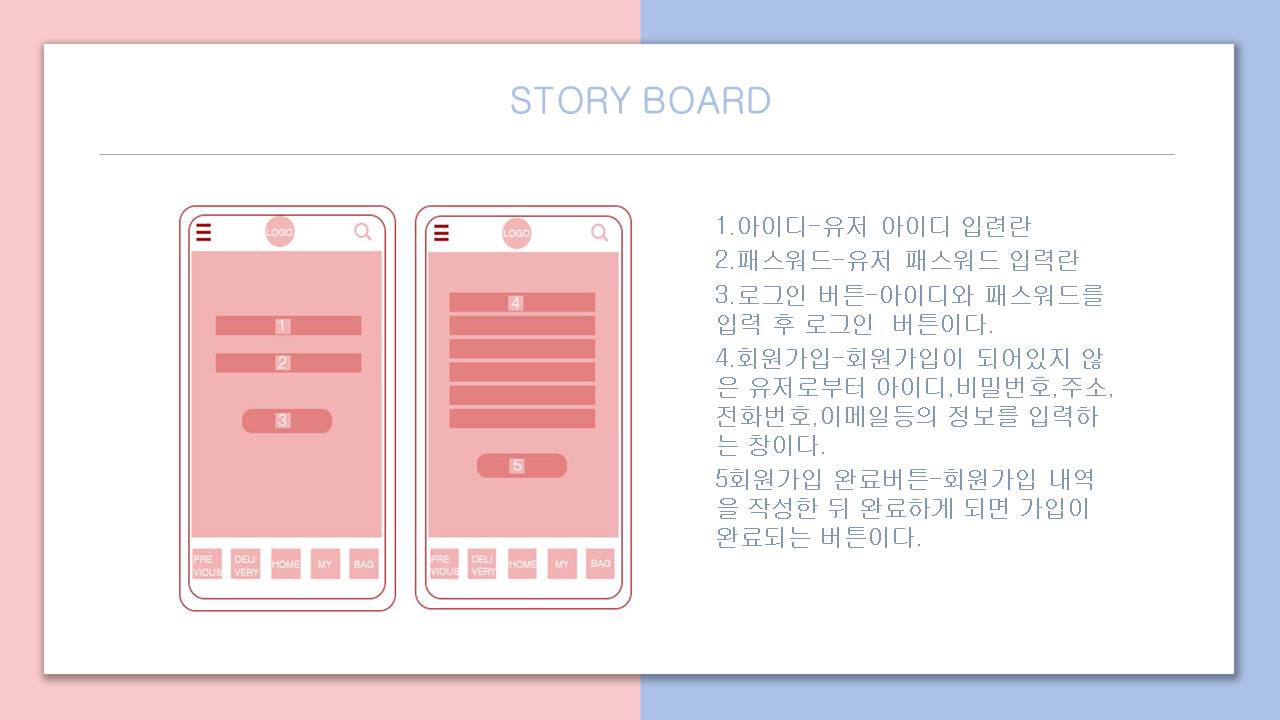 STORY BOARD
LOGO
1
2
3
PRE
VIOUS
DELI
VERY
HOME
MY
BAG
LOGO
4
5
PRE
VIOUS
DELI
VERY
HOME
MY
BAG
1.아이디-유저 아이디 입련란
2.패스워드-유저 패스워드 입력란
3.로그인 버튼-아이디와 패스워드를
입력 후 로그인 버튼이다.
4.회원가입-회원가입이 되어있지 않
은 유저로부터 아이디,비밀번호,주소,
전화번호,이메일등의 정보를 입력하
는 창이다.
5회원가입 완료버튼-회원가입 내역
을 작성한 뒤 완료하게 되면 가입이
완료되는 버튼이다.